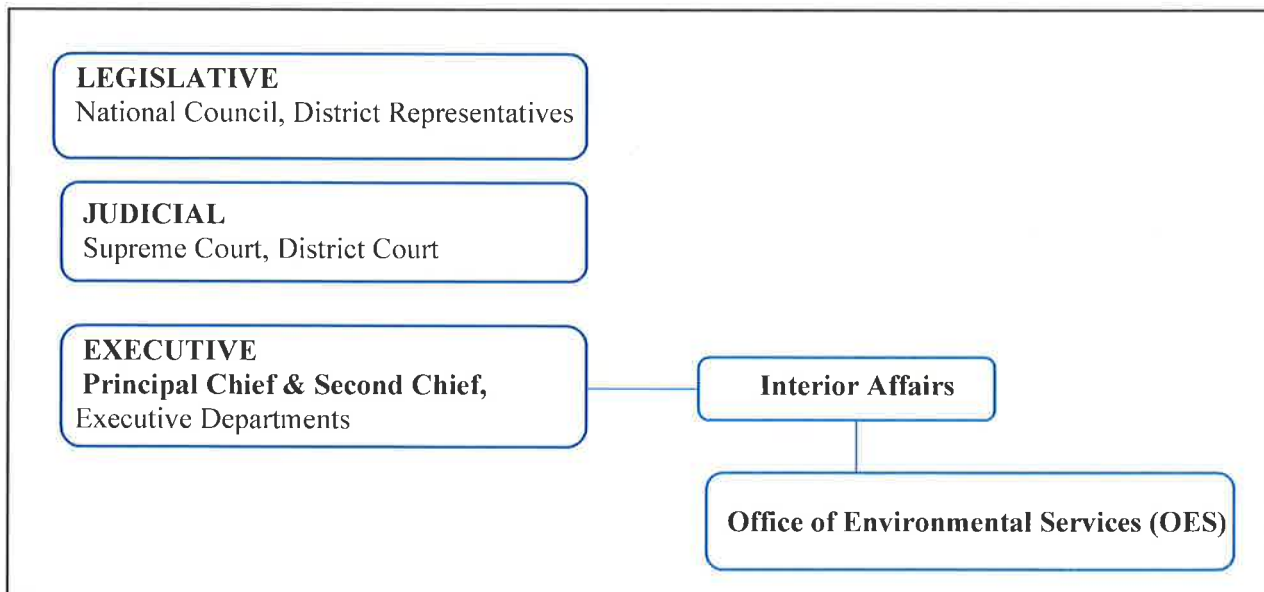 LEGISLATIVE
National Council, District Representatives
JUDICIAL
Supreme Court, District Court
EXECUTIVE
Principal Chief & Second Chief,
Executive Departments
Interior Affairs
Office of Environmental Services (OES)